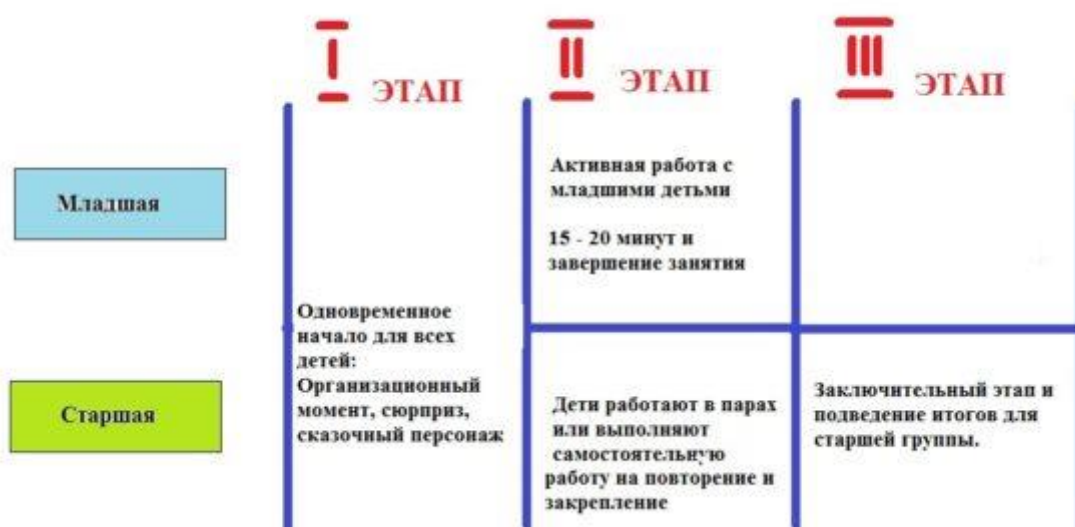 I ЭТАП
II ЭТАП
III ЭТАП
Младшая
Активная работа с
младшими детьми
15 - 20 минут и
завершение занятия
Одновременное
начало для всех
детей:
Организационный
момент, сюрприз,
сказочный персонаж
Старшая
Дети работают в парах
или выполняют
самостоятельную
работу на повторение и
закрепление
Заключительный этап и
подведение итогов для
старшей группы.